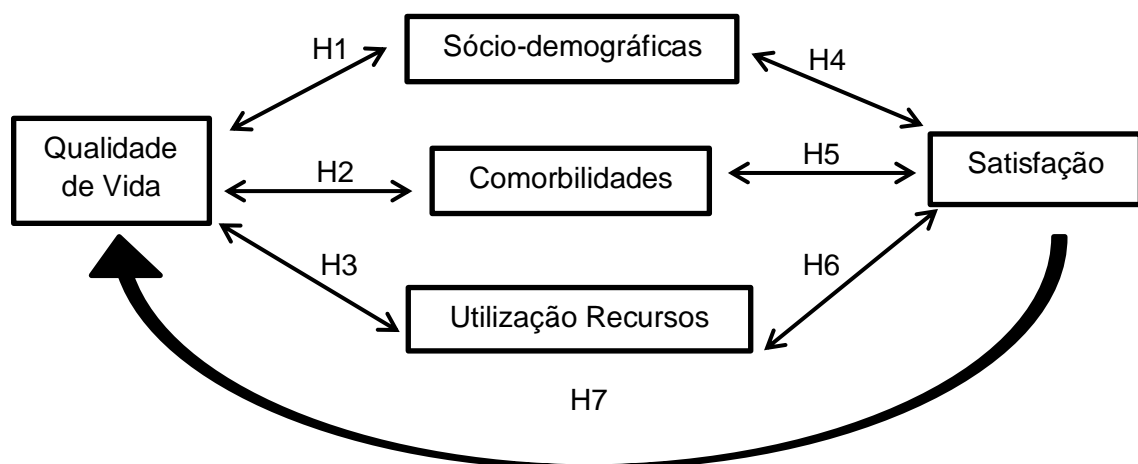 Sócio-demográficas
H1
H4
Qualidade
de Vida
H2
Comorbilidades
H5
Satisfação
H3
H6
Utilização Recursos
H7